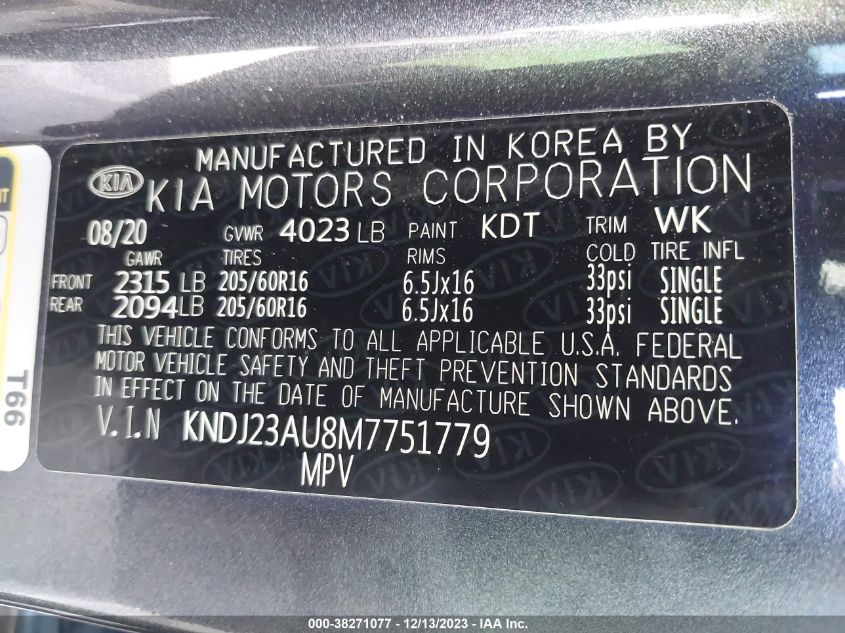 MANUFACTURED IN KOREA BY
KIA KIA MOTORS CORPORATION
08/20 GVWR 4023 LB PAINT KDT TRIM WK
GAWR TIRES RIMS COLD TIRE INFL
FRONT 2315 LB 205/60R16 6.5Jx16 33psi SINGLE
REAR 2094LB 205/60R16 6.5Jx16 33psi SINGLE
THIS VEHICLE CONFORMS TO ALL APPLICABLE U.S.A. FEDERAL
MOTOR VEHICLE SAFETY AND THEFT PREVENTION STANDARDS
IN EFFECT ON THE DATE OF MANUFACTURE SHOWN ABOVE.
V.I.N KNDJ23AU8M7751779
MPV
T66
000-38271077 - 12/13/2023 - IAA, Inc.